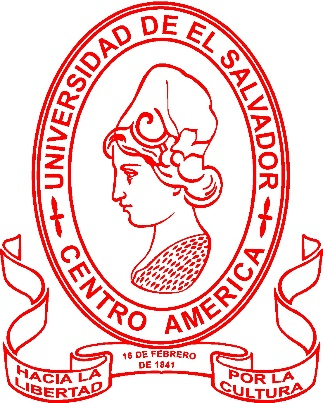 UNIVERSIDAD DE EL SALVADOR
CENTRO AMERICA
HACIA LA
LIBERTAD
16 DE FEBRERO
DE 1841
POR LA
CULTURA